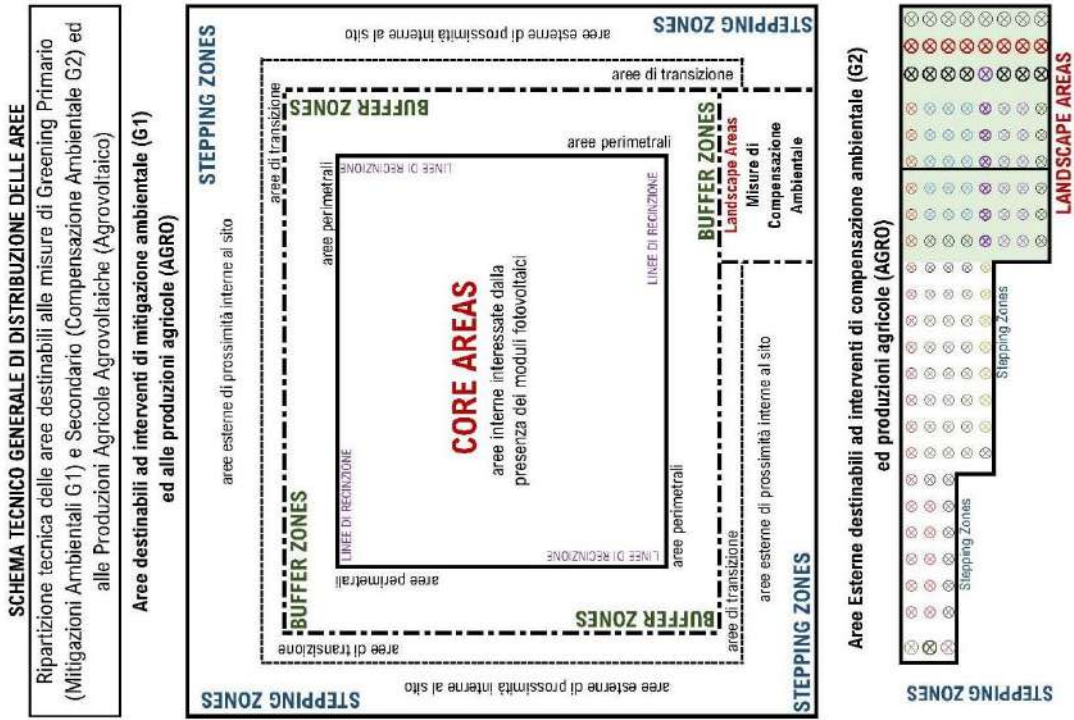 SCHEMA TECNICO GENERALE DI DISTRIBUZIONE DELLE AREE
Ripartizione tecnica delle aree destinabili alle misure di Greening Primario
(Mitigazioni Ambientali G1) e Secondario (Compensazione Ambientale G2) ed
alle Produzioni Agricole Agrovoltaiche (Agrovoltaico)
Aree destinabili ad interventi di mitigazione ambientale (G1)
ed alle produzioni agricole (AGRO)
STEPPING ZONES
STEPPING ZONES
aree esterne di prossimità interne al sito
aree esterne di prossimità interne al sito
aree di transizione
aree di transizione
BUFFER ZONES
BUFFER ZONES
aree perimetrali
aree perimetrali
LINEE DI RECINZIONE
LINEE DI RECINZIONE
CORE AREAS
aree interne interessate dalla
presenza dei moduli fotovoltaici
LINEE DI RECINZIONE
LINEE DI RECINZIONE
aree perimetrali
aree perimetrali
BUFFER ZONES
BUFFER ZONES
aree di transizione
aree di transizione
Landscape Areas
Misure di
Compensazione
Ambientale
aree esterne di prossimità interne al sito
aree esterne di prossimità interne al sito
STEPPING ZONES
STEPPING ZONES
Aree Esterne destinabili ad interventi di compensazione ambientale (G2)
ed produzioni agricole (AGRO)
Stepping Zones
Stepping Zones
STEPPING ZONES
LANDSCAPE AREAS